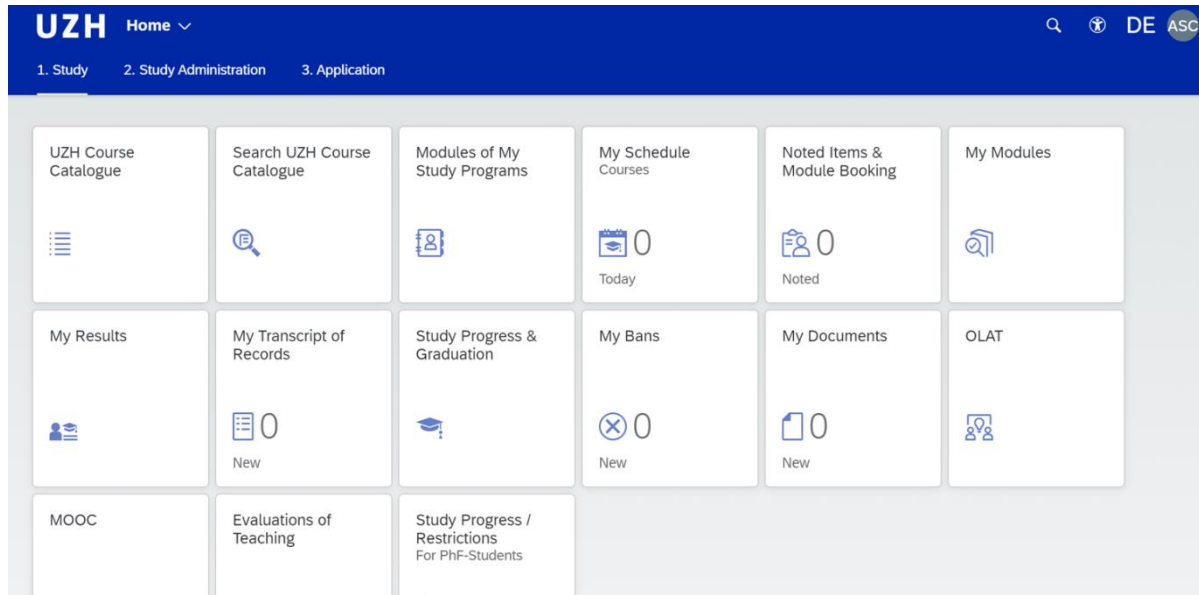 UZH Home
DE ASC
1. Study 2. Study Administration 3. Application
UZH Course
Catalogue
Search UZH Course
Catalogue
Modules of My
Study Programs
My Schedule
Courses
0
Today
Noted Items &
Module Booking
0
Noted
My Modules
My Results
My Transcript of
Records
0
New
Study Progress &
Graduation
My Bans
0
New
My Documents
0
New
OLAT
MOOC
Evaluations of
Teaching
Study Progress /
Restrictions
For PhF-Students